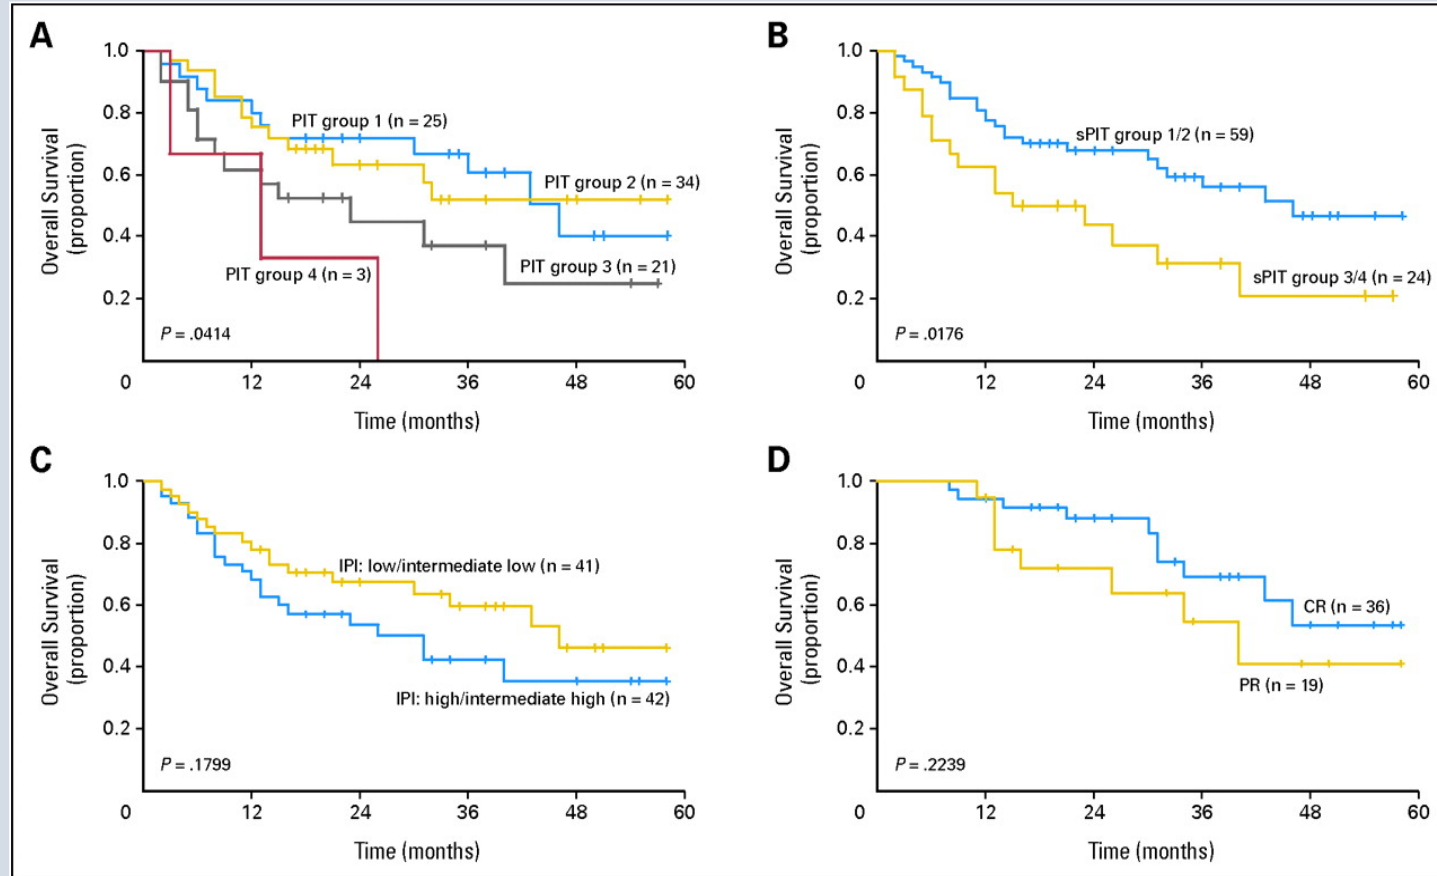 A
1.0
0.8
0.6
0.4
0.2
Overall Survival
(proportion)
PIT group 1 (n = 25)
PIT group 2 (n = 34)
PIT group 3 (n = 21)
PIT group 4 (n = 3)
P = .0414
0 12 24 36 48 60
Time (months)
B
1.0
0.8
0.6
0.4
0.2
Overall Survival
(proportion)
sPIT group 1/2 (n = 59)
sPIT group 3/4 (n = 24)
P = .0176
0 12 24 36 48 60
Time (months)
C
1.0
0.8
0.6
0.4
0.2
Overall Survival
(proportion)
IPI: low/intermediate low (n = 41)
IPI: high/intermediate high (n = 42)
P = .1799
0 12 24 36 48 60
Time (months)
D
1.0
0.8
0.6
0.4
0.2
Overall Survival
(proportion)
CR (n = 36)
PR (n = 19)
P = .2239
0 12 24 36 48 60
Time (months)